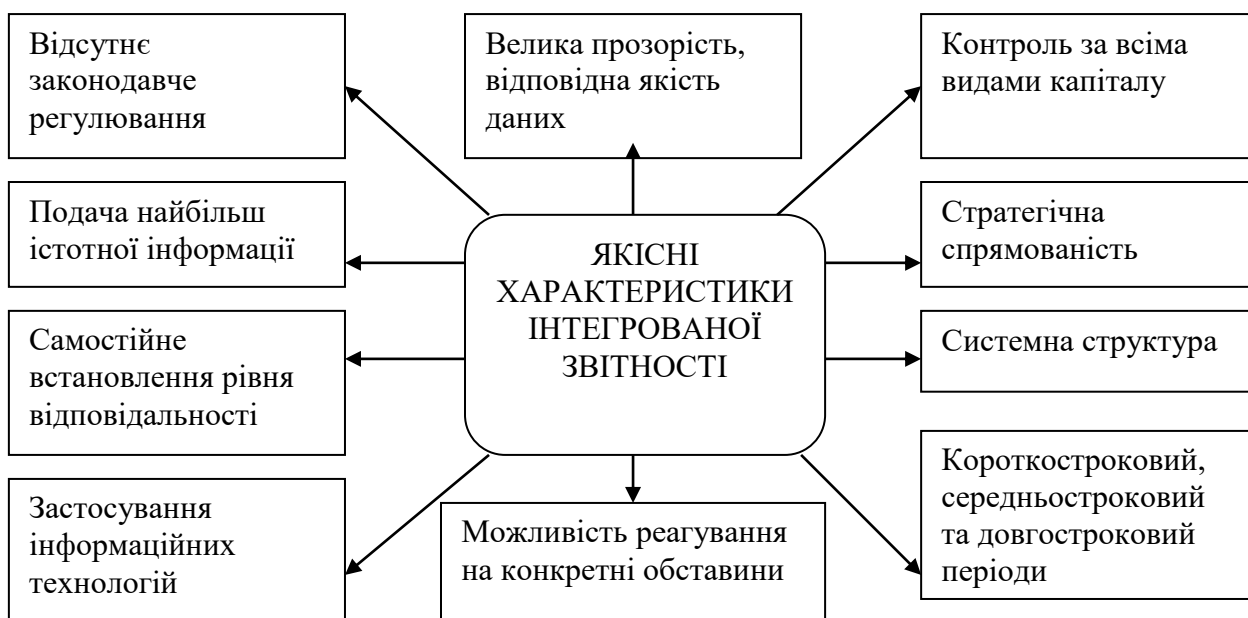 Відсутнє
законодавче
регулювання
Велика прозорість,
відповідна якість
даних
Контроль за всіма
видами капіталу
Подача найбільш
істотної інформації
ЯКІСНІ
ХАРАКТЕРИСТИКИ
ІНТЕГРОВАНОЇ
ЗВІТНОСТІ
Стратегічна
спрямованість
Самостійне
встановлення рівня
відповідальності
Системна структура
Застосування
інформаційних
технологій
Можливість реагування
на конкретні обставини
Короткостроковий,
середньостроковий
та довгостроковий
періоди